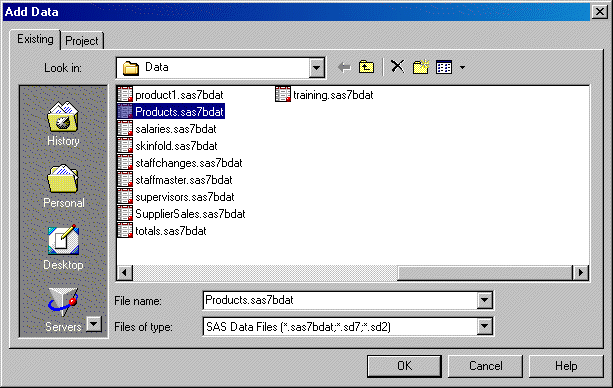 Add Data
Existing Project
Look in: Data
product1.sas7bdat training.sas7bdat
Products.sas7bdat
salaries.sas7bdat
skinfold.sas7bdat
staffchanges.sas7bdat
staffmaster.sas7bdat
supervisors.sas7bdat
SupplierSales.sas7bdat
totals.sas7bdat
History
Personal
Desktop
Servers
File name: Products.sas7bdat
Files of type: SAS Data Files (*.sas7bdat;*.sd7;*.sd2)
OK Cancel Help